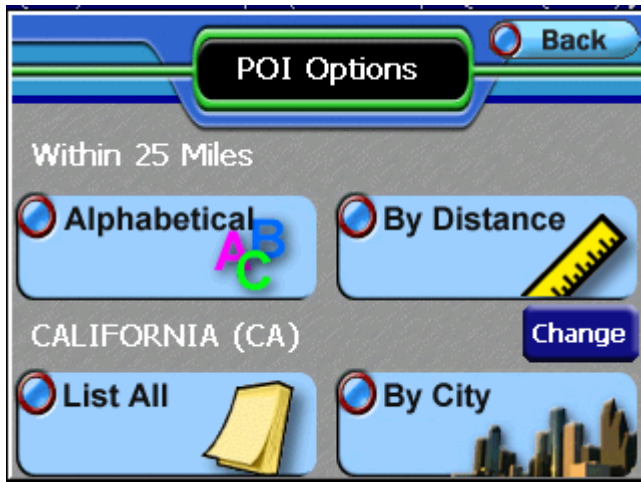 Back
POI Options
Within 25 Miles
Alphabetical
ABC
By Distance
CALIFORNIA (CA)
Change
List All
By City